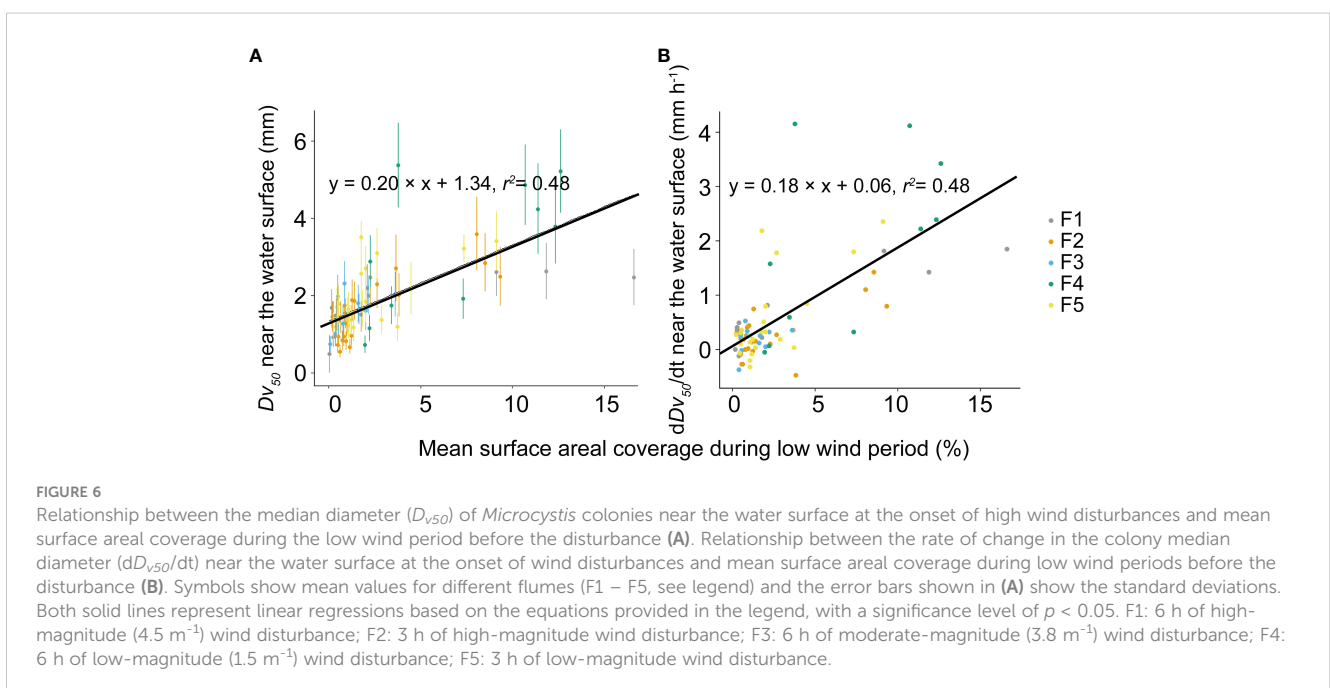 A
B
Dv50 near the water surface (mm)
6
4
2
0
y = 0.20 × x + 1.34, r²= 0.48
0 5 10 15
dDv50/dt near the water surface (mm h-1)
4
3
2
1
0
y = 0.18 × x + 0.06, r²= 0.48
0 5 10 15
F1
F2
F3
F4
F5
Mean surface areal coverage during low wind period (%)
FIGURE 6
Relationship between the median diameter (Dv50) of Microcystis colonies near the water surface at the onset of high wind disturbances and mean
surface areal coverage during the low wind period before the disturbance (A). Relationship between the rate of change in the colony median
diameter (dDv50/dt) near the water surface at the onset of wind disturbances and mean surface areal coverage during low wind periods before the
disturbance (B). Symbols show mean values for different flumes (F1 – F5, see legend) and the error bars shown in (A) show the standard deviations.
Both solid lines represent linear regressions based on the equations provided in the legend, with a significance level of p < 0.05. F1: 6 h of high-
magnitude (4.5 m-1) wind disturbance; F2: 3 h of high-magnitude wind disturbance; F3: 6 h of moderate-magnitude (3.8 m-1) wind disturbance; F4:
6 h of low-magnitude (1.5 m-1) wind disturbance; F5: 3 h of low-magnitude wind disturbance.